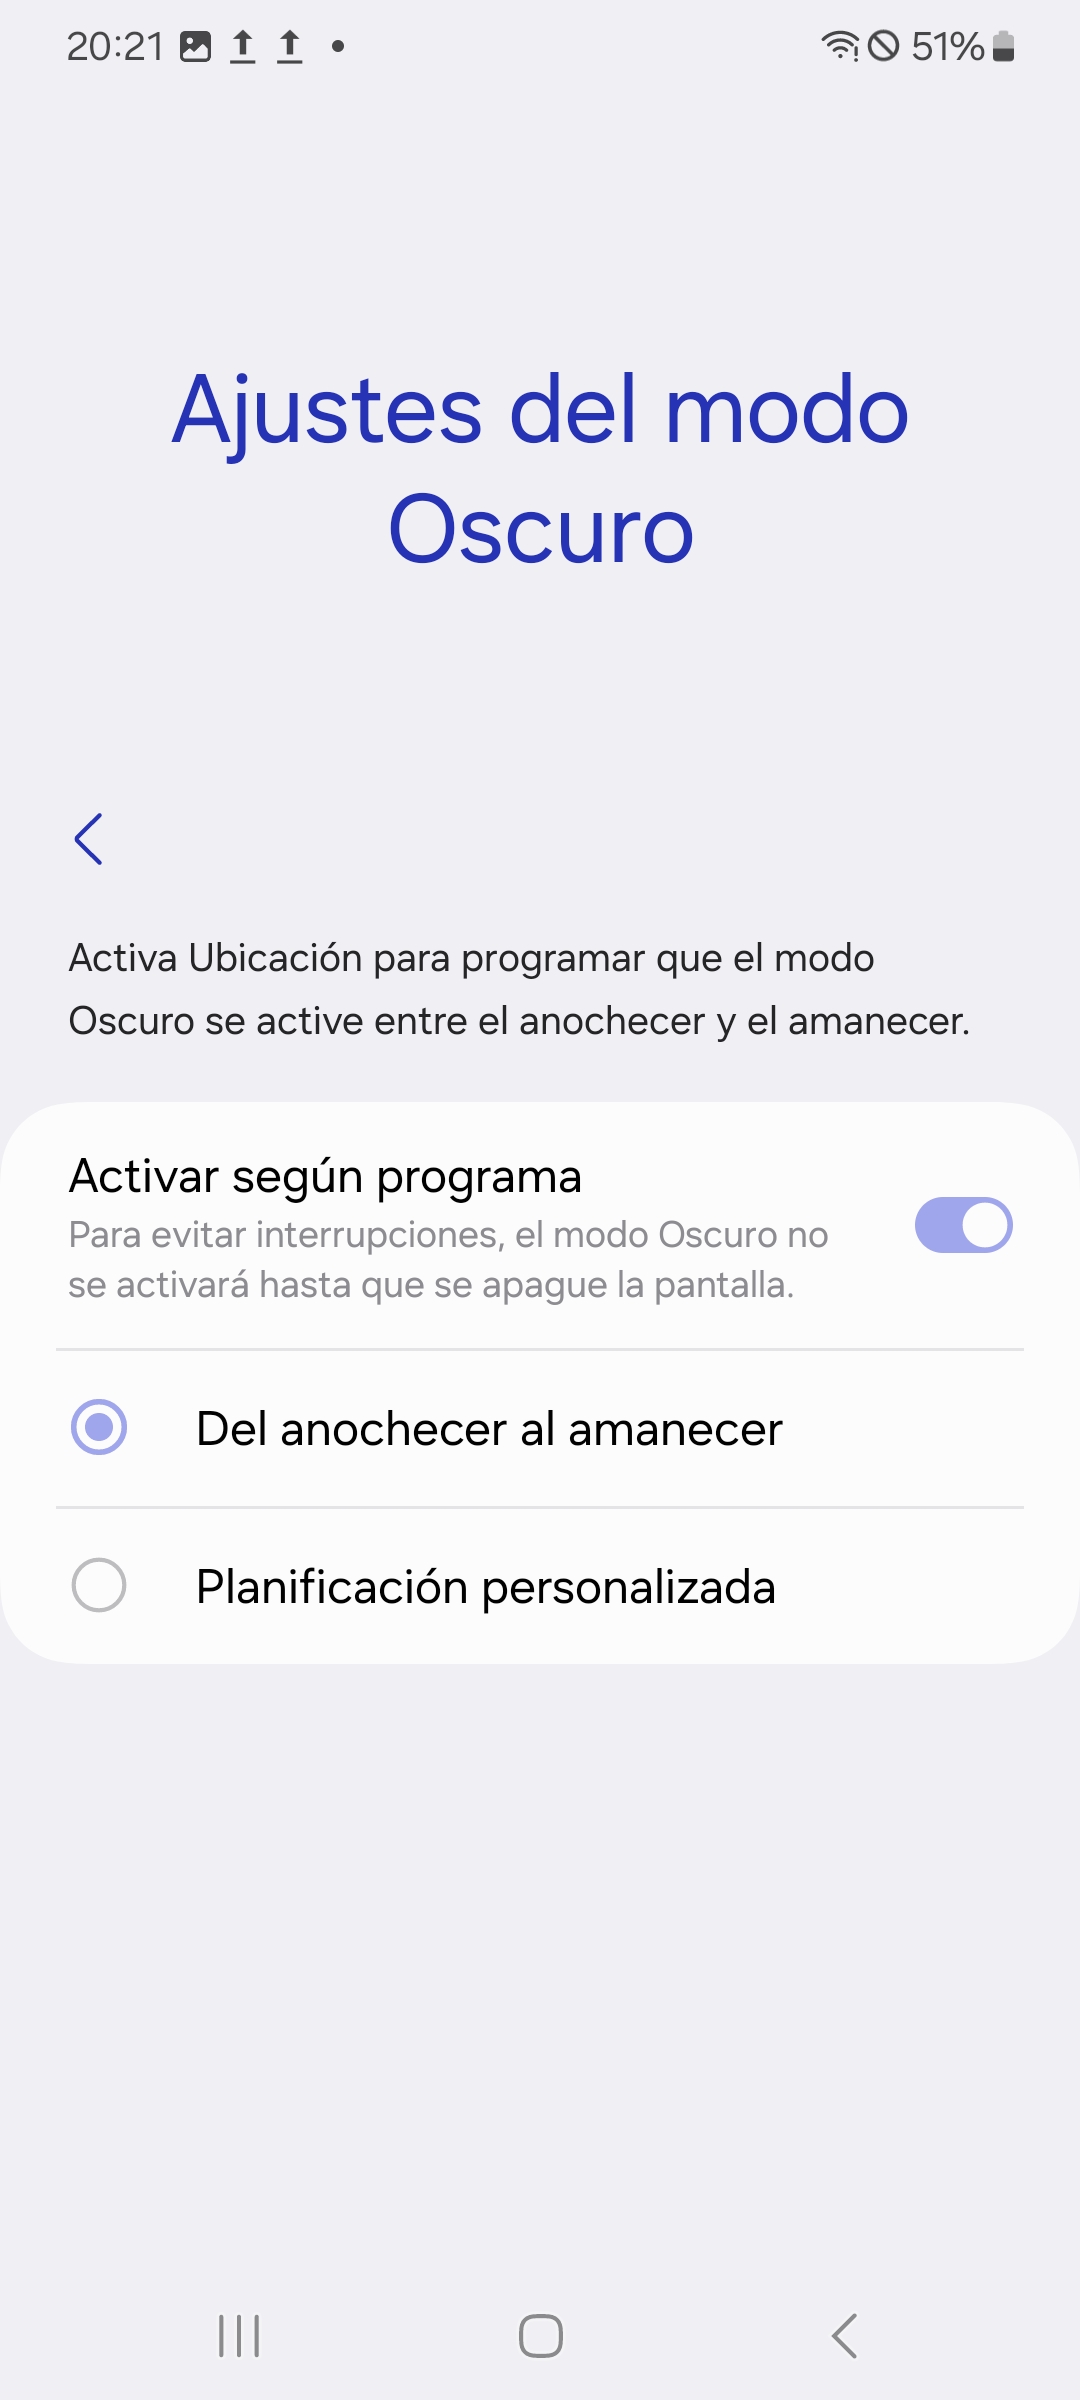 20:21
51%
Ajustes del modo
Oscuro
Activa Ubicación para programar que el modo
Oscuro se active entre el anochecer y el amanecer.
Activar según programa
Para evitar interrupciones, el modo Oscuro no
se activará hasta que se apague la pantalla.
Del anochecer al amanecer
Planificación personalizada